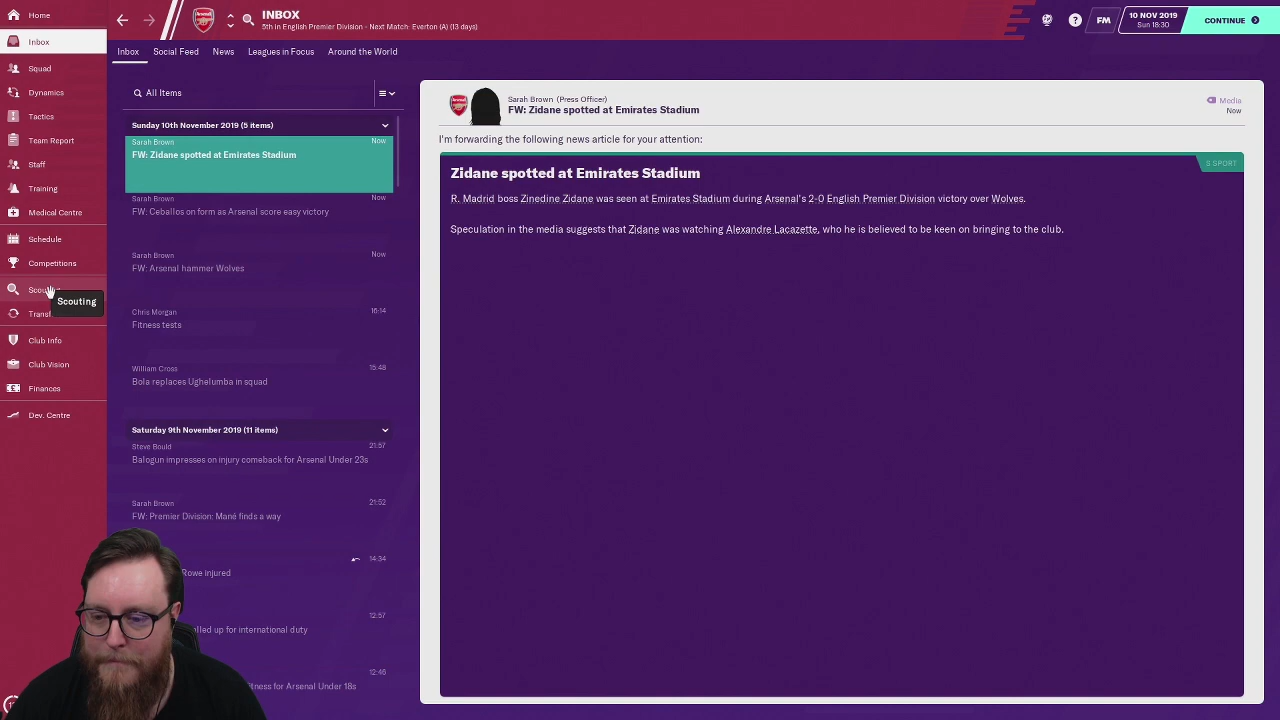 Home
Inbox
Squad
Dynamics
Tactics
Team Report
Staff
Training
Medical Centre
Schedule
Competitions
Scouting
Club Info
Club Vision
Finances
Dev. Centre
INBOX
5th in English Premier Division - Next Match: Everton (A) (13 days)
FM
10 NOV 2019
Sun 18:30
CONTINUE
Inbox
Social Feed
News
Leagues in Focus
Around the World
All Items
Sunday 10th November 2019 (5 items)
Sarah Brown
Now
FW: Zidane spotted at Emirates Stadium
Sarah Brown
Now
FW: Ceballos on form as Arsenal score easy victory
Sarah Brown
Now
FW: Arsenal hammer Wolves
Chris Morgan
16:14
Fitness tests
William Cross
15:48
Bola replaces Ughelumba in squad
Saturday 9th November 2019 (11 items)
Steve Bould
21:57
Balogun impresses on injury comeback for Arsenal Under 23s
Sarah Brown
21:52
FW: Premier Division: Mané finds a way
14:34
Rowe injured
12:57
up for international duty
12:46
for Arsenal Under 18s
Sarah Brown (Press Officer)
FW: Zidane spotted at Emirates Stadium
Media
Now
I'm forwarding the following news article for your attention:
S SPORT
Zidane spotted at Emirates Stadium
R. Madrid boss Zinedine Zidane was seen at Emirates Stadium during Arsenal's 2-0 English Premier Division victory over Wolves.
Speculation in the media suggests that Zidane was watching Alexandre Lacazette, who he is believed to be keen on bringing to the club.